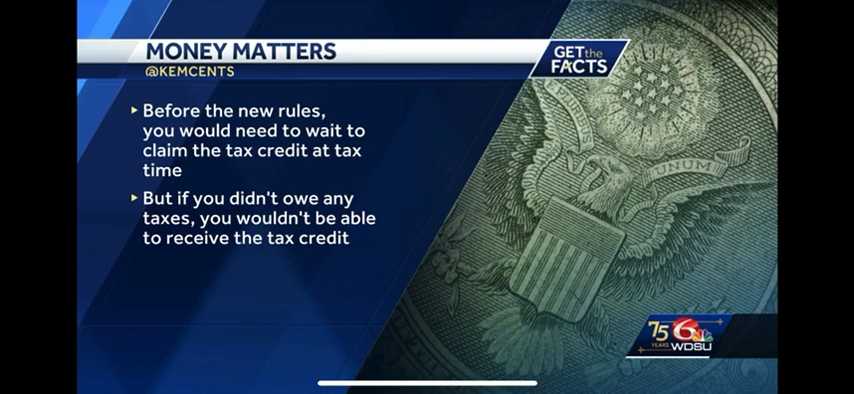 MONEY MATTERS
@KEMCENTS
GET the
FACTS
▸ Before the new rules,
you would need to wait to
claim the tax credit at tax
time
▸ But if you didn't owe any
taxes, you wouldn't be able
to receive the tax credit
UNUM
75 6
YEARS WDSU